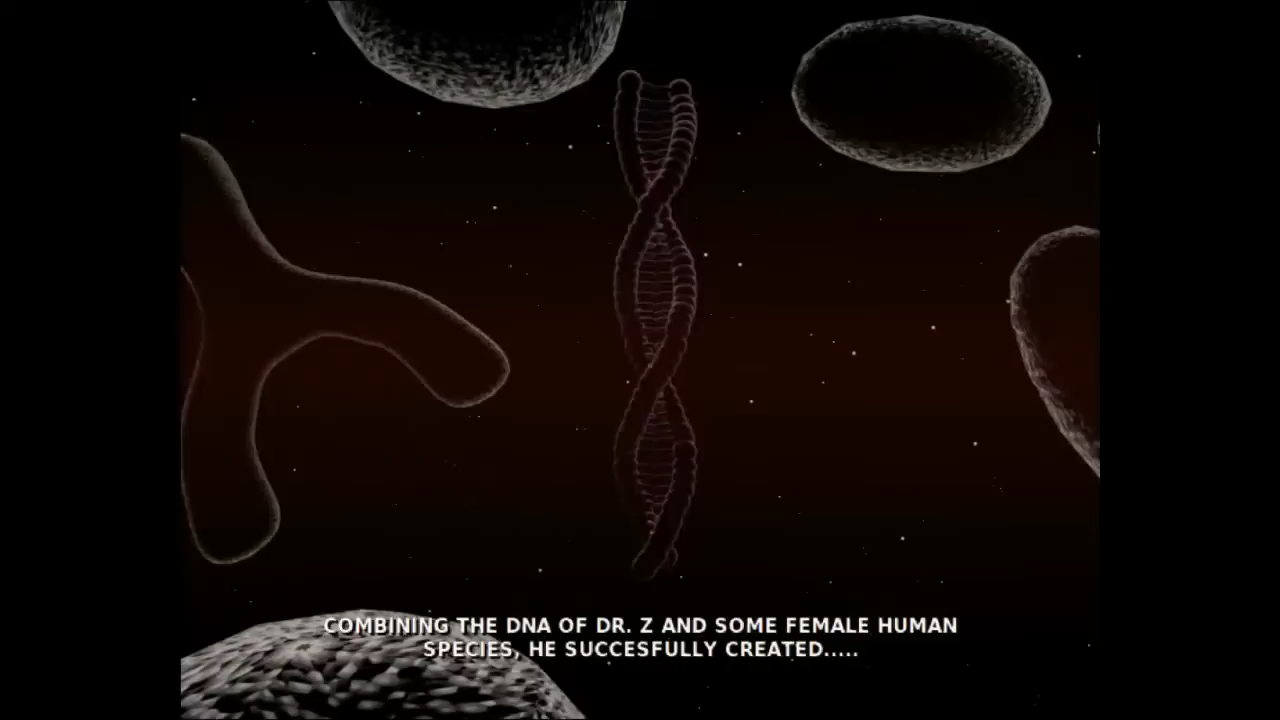 COMBINING THE DNA OF DR. Z AND SOME FEMALE HUMAN
SPECIES, HE SUCCESFULLY CREATED.....